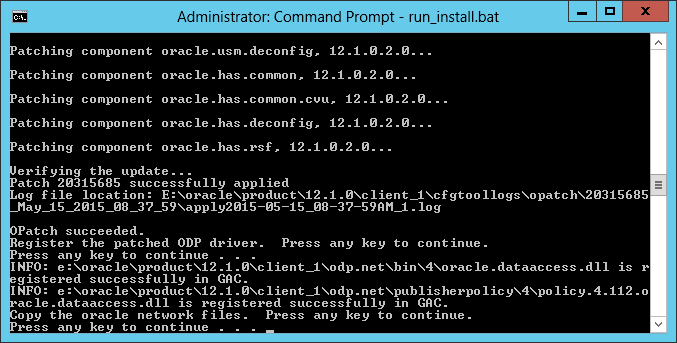 Administrator: Command Prompt - run_install.bat
Patching component oracle.usm.deconfig, 12.1.0.2.0...
Patching component oracle.has.common, 12.1.0.2.0...
Patching component oracle.has.common.cvu, 12.1.0.2.0...
Patching component oracle.has.deconfig, 12.1.0.2.0...
Patching component oracle.has.rsf, 12.1.0.2.0...
Verifying the update...
Patch 20315685 successfully applied
Log file location: E:\oracle\product\12.1.0\client_1\cfgtoollogs\opatch\20315685
_May_15_2015_08_37_59\apply2015-05-15_08-37-59AM_1.log
OPatch succeeded.
Register the patched ODP driver.  Press any key to continue.
Press any key to continue . . .
INFO: e:\oracle\product\12.1.0\client_1\odp.net\bin\4\oracle.dataaccess.dll is r
egistered successfully in GAC.
INFO: e:\oracle\product\12.1.0\client_1\odp.net\publisherpolicy\4\policy.4.112.o
racle.dataaccess.dll is registered successfully in GAC.
Copy the oracle network files.  Press any key to continue.
Press any key to continue . . .